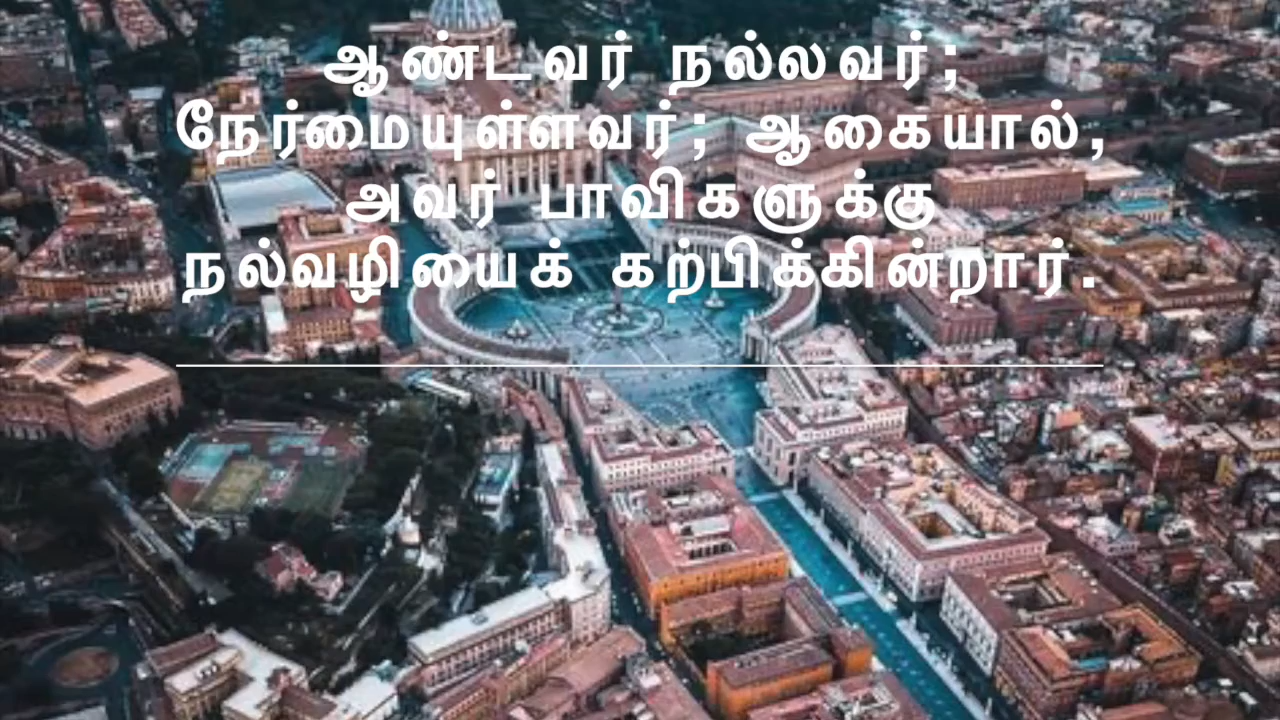 ஆண்டவர் நல்லவர்;
நேர்மையுள்ளவர்; ஆகையால்,
அவர் பாவிகளுக்கு
நல்வழியைக் கற்பிக்கின்றார்.